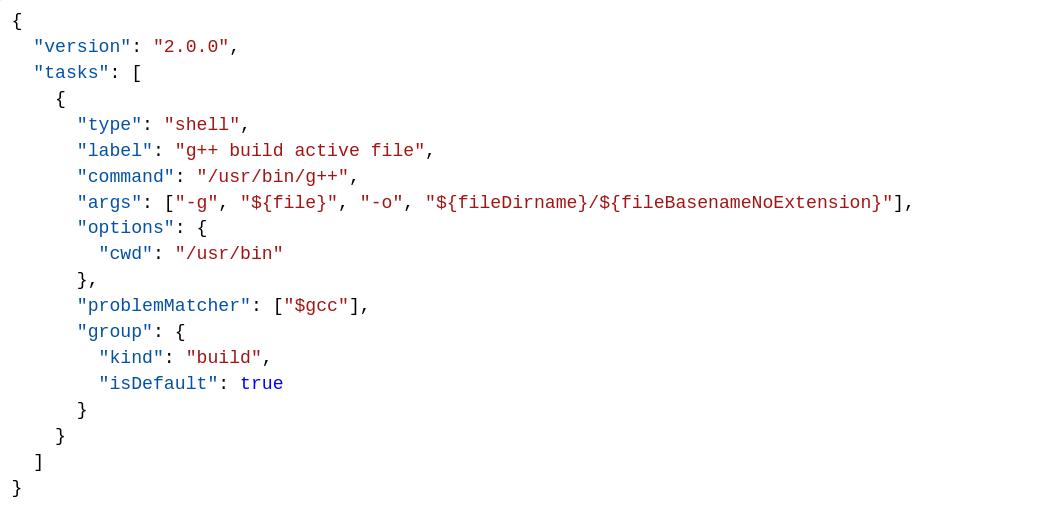 {
  "version": "2.0.0",
  "tasks": [
    {
      "type": "shell",
      "label": "g++ build active file",
      "command": "/usr/bin/g++",
      "args": ["-g", "${file}", "-o", "${fileDirname}/${fileBasenameNoExtension}"],
      "options": {
        "cwd": "/usr/bin"
      },
      "problemMatcher": ["$gcc"],
      "group": {
        "kind": "build",
        "isDefault": true
      }
    }
  ]
}